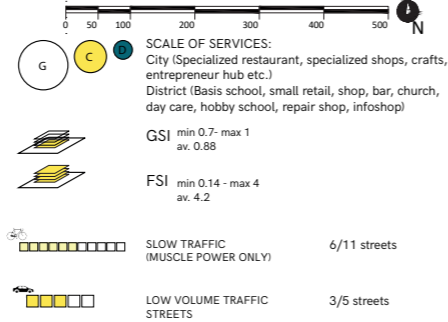 0 50 100 200 300 400 500
N
G C D
SCALE OF SERVICES:
City (Specialized restaurant, specialized shops, crafts,
entrepreneur hub etc.)
District (Basis school, small retail, shop, bar, church,
day care, hobby school, repair shop, infoshop)
GSI min 0.7- max 1
av. 0.88
FSI min 0.14 - max 4
av. 4.2
SLOW TRAFFIC 6/11 streets
(MUSCLE POWER ONLY)
LOW VOLUME TRAFFIC 3/5 streets
STREETS